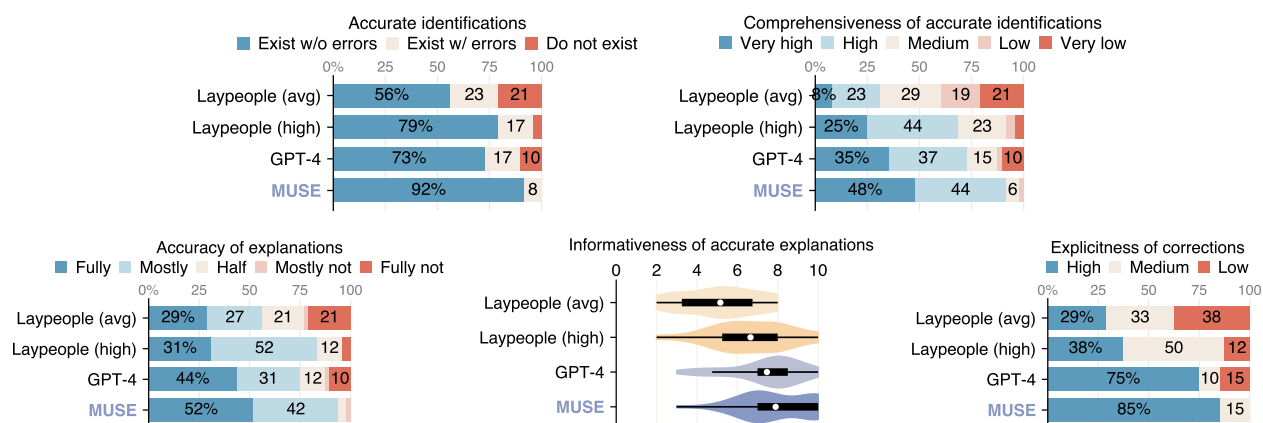 Accurate identifications
Exist w/o errors Exist w/ errors Do not exist
0% 25 50 75 100
Laypeople (avg) 56% 23 21
Laypeople (high) 79% 17
GPT-4 73% 17 10
MUSE 92% 8
Comprehensiveness of accurate identifications
Very high High Medium Low Very low
0% 25 50 75 100
Laypeople (avg) 8% 23 29 19 21
Laypeople (high) 25% 44 23
GPT-4 35% 37 15 10
MUSE 48% 44 6
Accuracy of explanations
Fully Mostly Half Mostly not Fully not
0% 25 50 75 100
Laypeople (avg) 29% 27 21 21
Laypeople (high) 31% 52 12
GPT-4 44% 31 12 10
MUSE 52% 42
Informativeness of accurate explanations
0 2 4 6 8 10
Laypeople (avg)
Laypeople (high)
GPT-4
MUSE
Explicitness of corrections
High Medium Low
0% 25 50 75 100
Laypeople (avg) 29% 33 38
Laypeople (high) 38% 50 12
GPT-4 75% 10 15
MUSE 85% 15